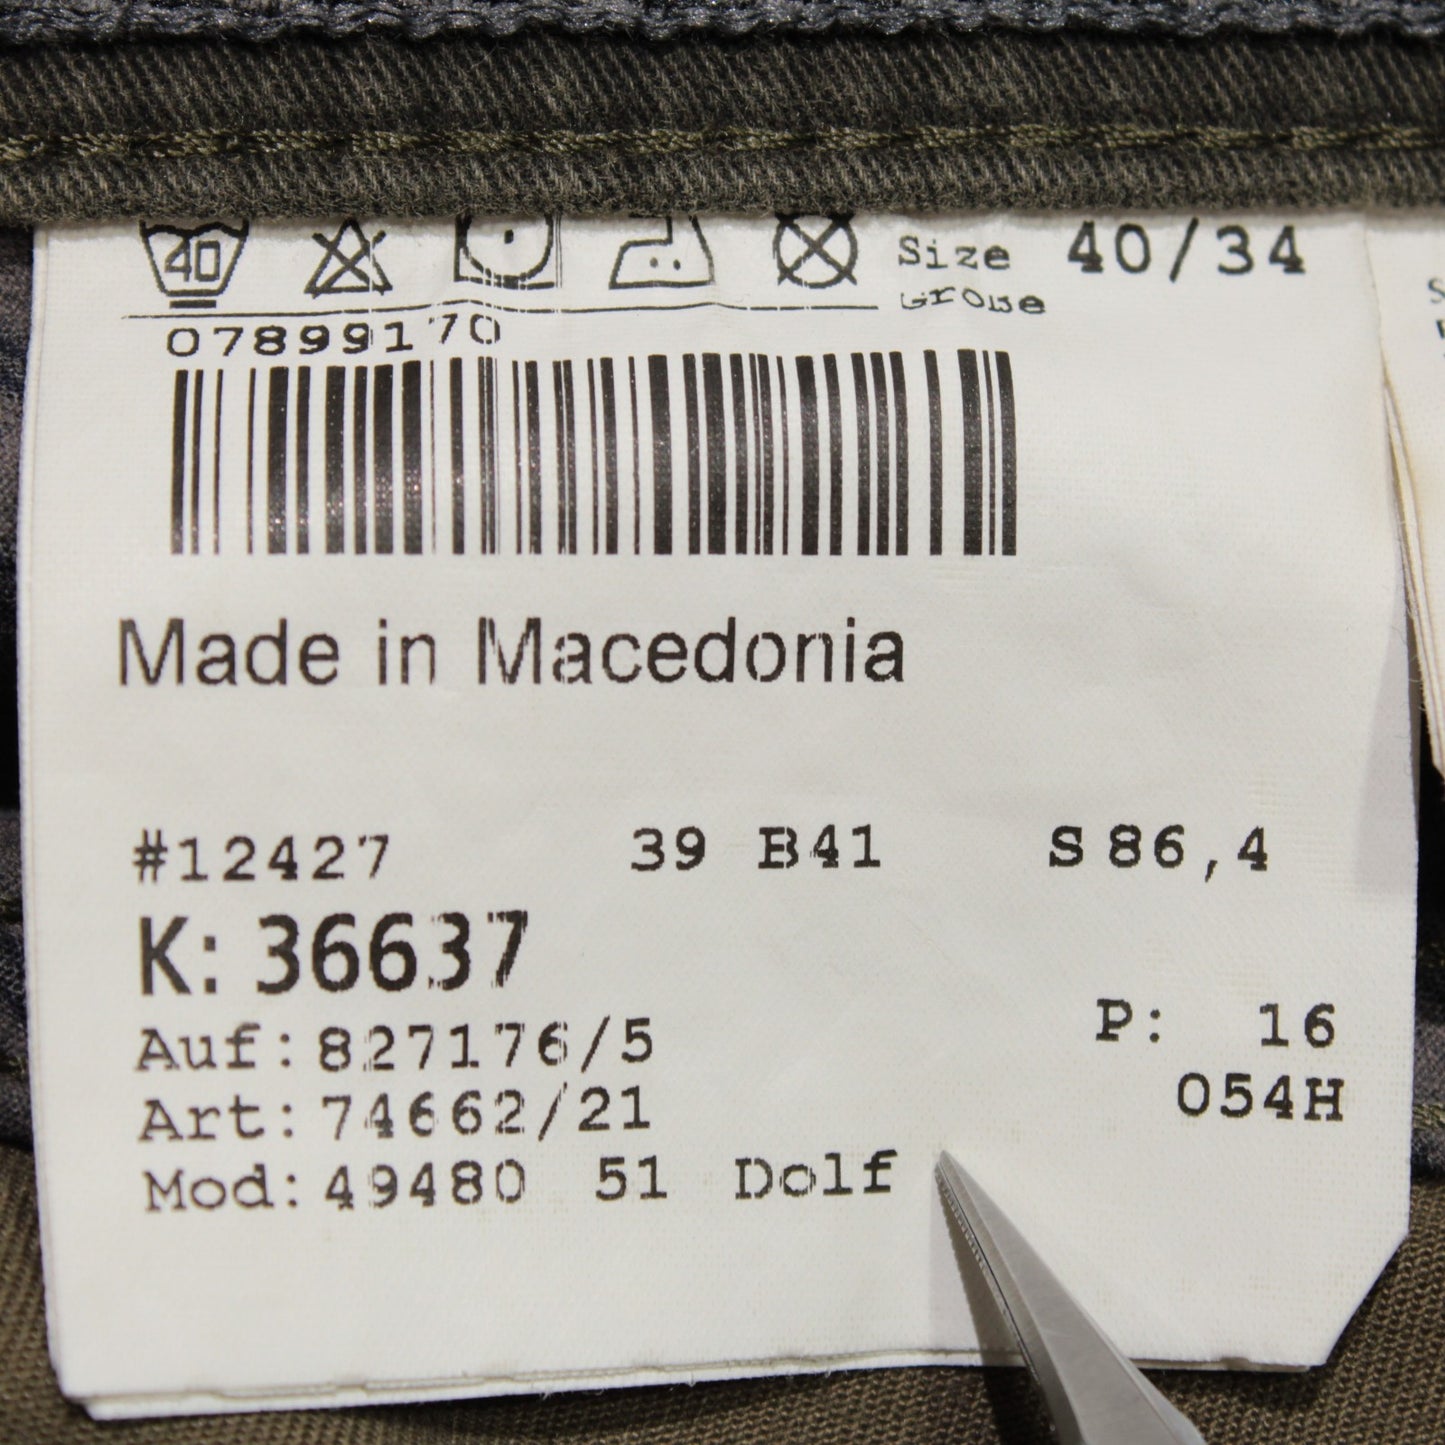 40 Size 40/34
Größe
07899170
Made in Macedonia
#12427 39 B41 S 86,4
K: 36637
Auf: 827176/5 P: 16
Art: 74662/21 054H
Mod: 49480 51 Dolf